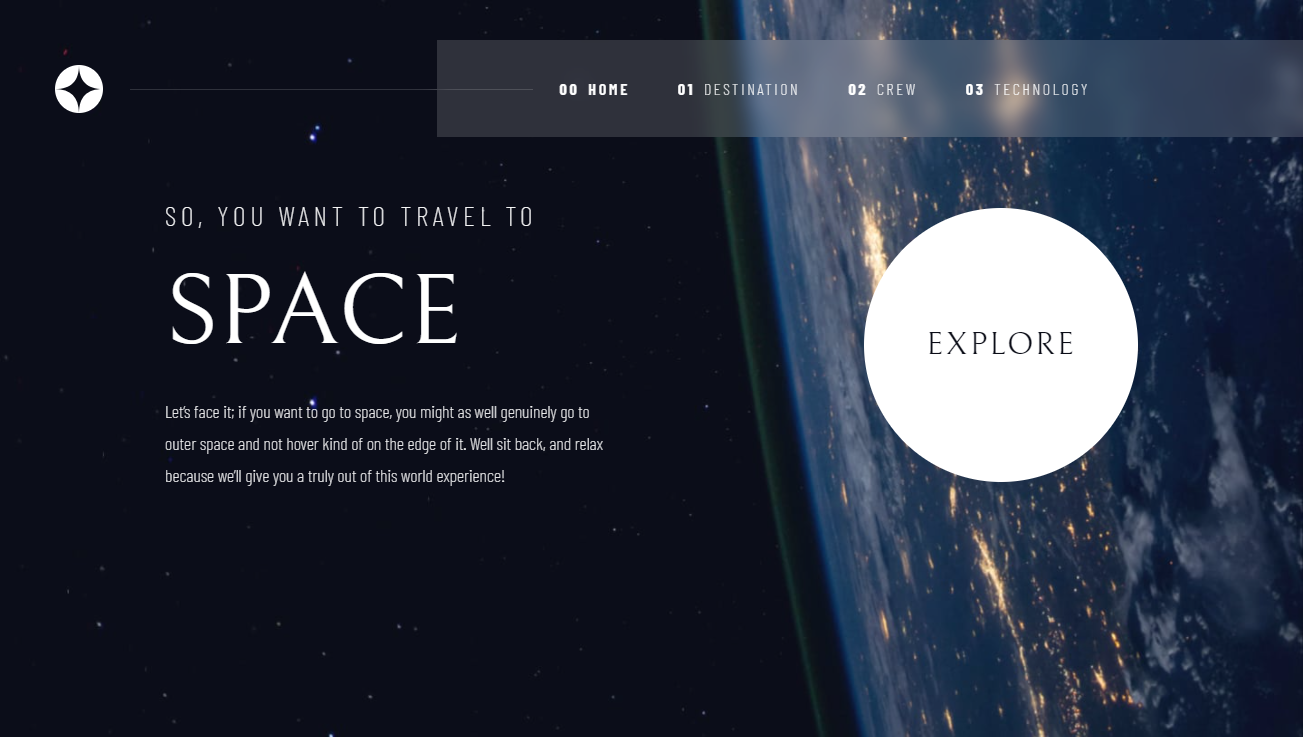 00 HOME 01 DESTINATION 02 CREW 03 TECHNOLOGY
SO, YOU WANT TO TRAVEL TO
SPACE
Let's face it; if you want to go to space, you might as well genuinely go to
outer space and not hover kind of on the edge of it. Well sit back, and relax
because we'll give you a truly out of this world experience!
EXPLORE